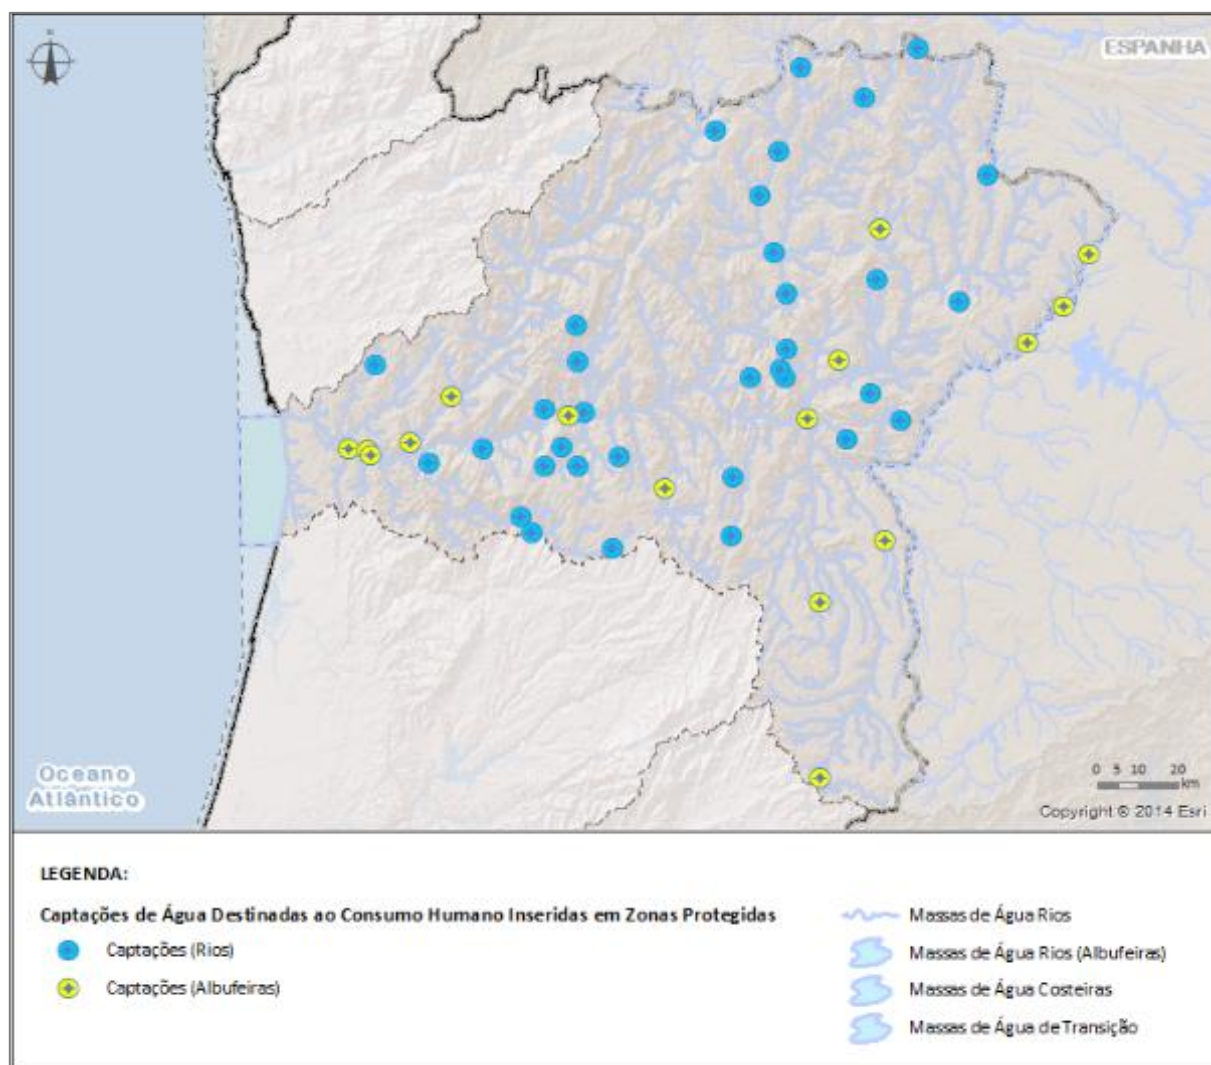 N
ESPANHA
Oceano
Atlântico
0 5 10 20
km
Copyright © 2014 Esri
LEGENDA:
Captações de Água Destinadas ao Consumo Humano Inseridas em Zonas Protegidas
Captações (Rios)
Captações (Albufeiras)
Massas de Água Rios
Massas de Água Rios (Albufeiras)
Massas de Água Costeiras
Massas de Água de Transição